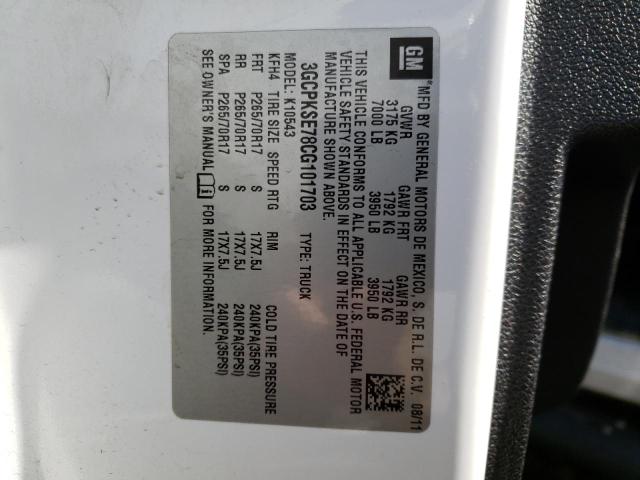 GM
MFD BY GENERAL MOTORS DE MEXICO, S. DE R.L. DE C.V. 08/11
GVWR GAWR FRT GAWR RR
3175 KG 1792 KG 1792 KG
7000 LB 3950 LB 3950 LB
THIS VEHICLE CONFORMS TO ALL APPLICABLE U.S. FEDERAL MOTOR
VEHICLE SAFETY STANDARDS IN EFFECT ON THE DATE OF
MANUFACTURE SHOWN ABOVE.
3GCPKSE78CG101703 TYPE: TRUCK
MODEL: K10543
KFH4 TIRE SIZE SPEED RTG RIM COLD TIRE PRESSURE
FRT P265/70R17 S 17X7.5J 240KPA(35PSI)
RR P265/70R17 S 17X7.5J 240KPA(35PSI)
SPA P265/70R17 S 17X7.5J 240KPA(35PSI)
SEE OWNER'S MANUAL FOR MORE INFORMATION.